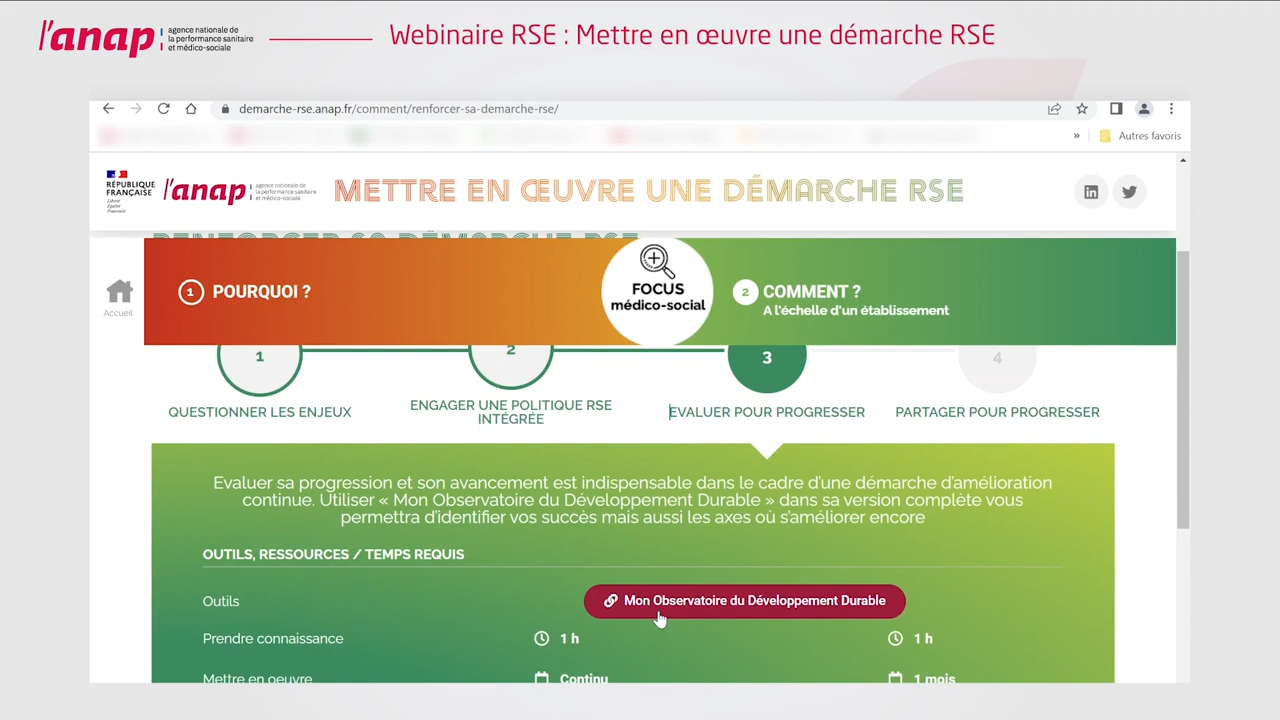 l'anap
agence nationale de
la performance sanitaire
et médico-sociale
Webinaire RSE : Mettre en œuvre une démarche RSE
demarche-rse.anap.fr/comment/renforcer-sa-demarche-rse/
» Autres favoris
RÉPUBLIQUE
FRANÇAISE
Liberté
Égalité
Fraternité
l'anap
agence nationale de
la performance sanitaire
et médico-sociale
METTRE EN ŒUVRE UNE DÉMARCHE RSE
RENFORCER SA DÉMARCHE RSE
Accueil
1 POURQUOI ?
FOCUS
médico-social
2 COMMENT ?
A l'échelle d'un établissement
1
2
3
4
QUESTIONNER LES ENJEUX
ENGAGER UNE POLITIQUE RSE
INTÉGRÉE
EVALUER POUR PROGRESSER
PARTAGER POUR PROGRESSER
Evaluer sa progression et son avancement est indispensable dans le cadre d'une démarche d'amélioration
continue. Utiliser « Mon Observatoire du Développement Durable » dans sa version complète vous
permettra d'identifier vos succès mais aussi les axes où s'améliorer encore
OUTILS, RESSOURCES / TEMPS REQUIS
Outils
Mon Observatoire du Développement Durable
Prendre connaissance
1 h
1 h
Mettre en oeuvre
Continu
1 mois